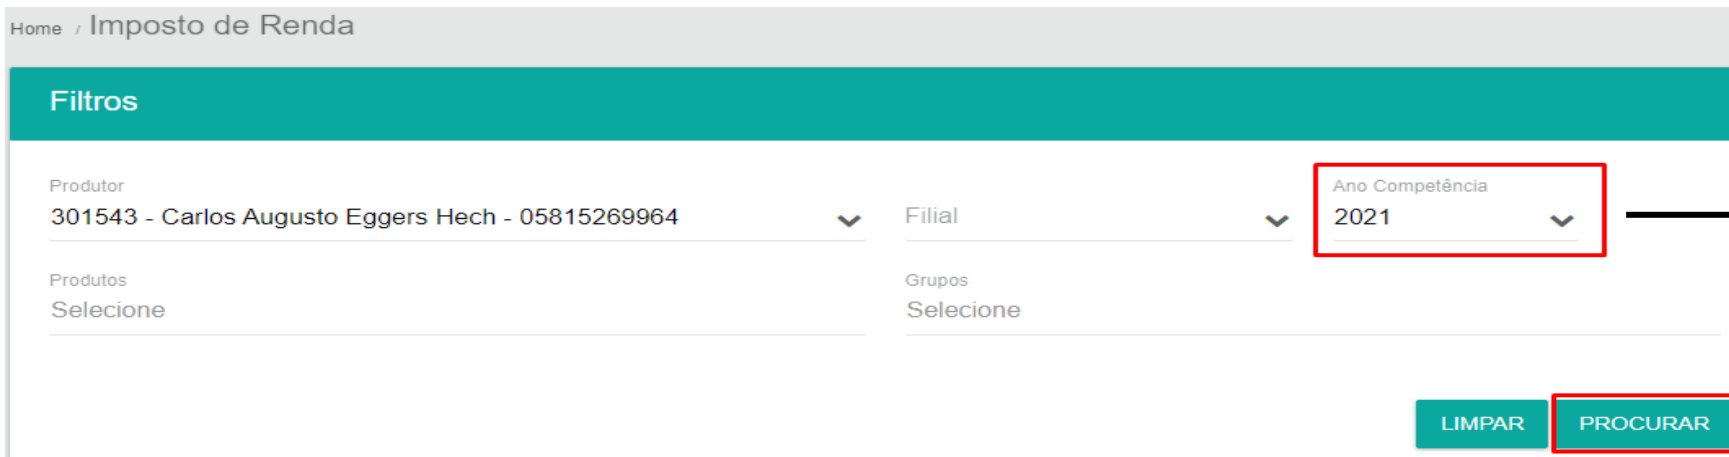 Home / Imposto de Renda
Filtros
Produtor
301543 - Carlos Augusto Eggers Hech - 05815269964
Filial
Ano Competência
2021
Produtos
Selecione
Grupos
Selecione
LIMPAR
PROCURAR